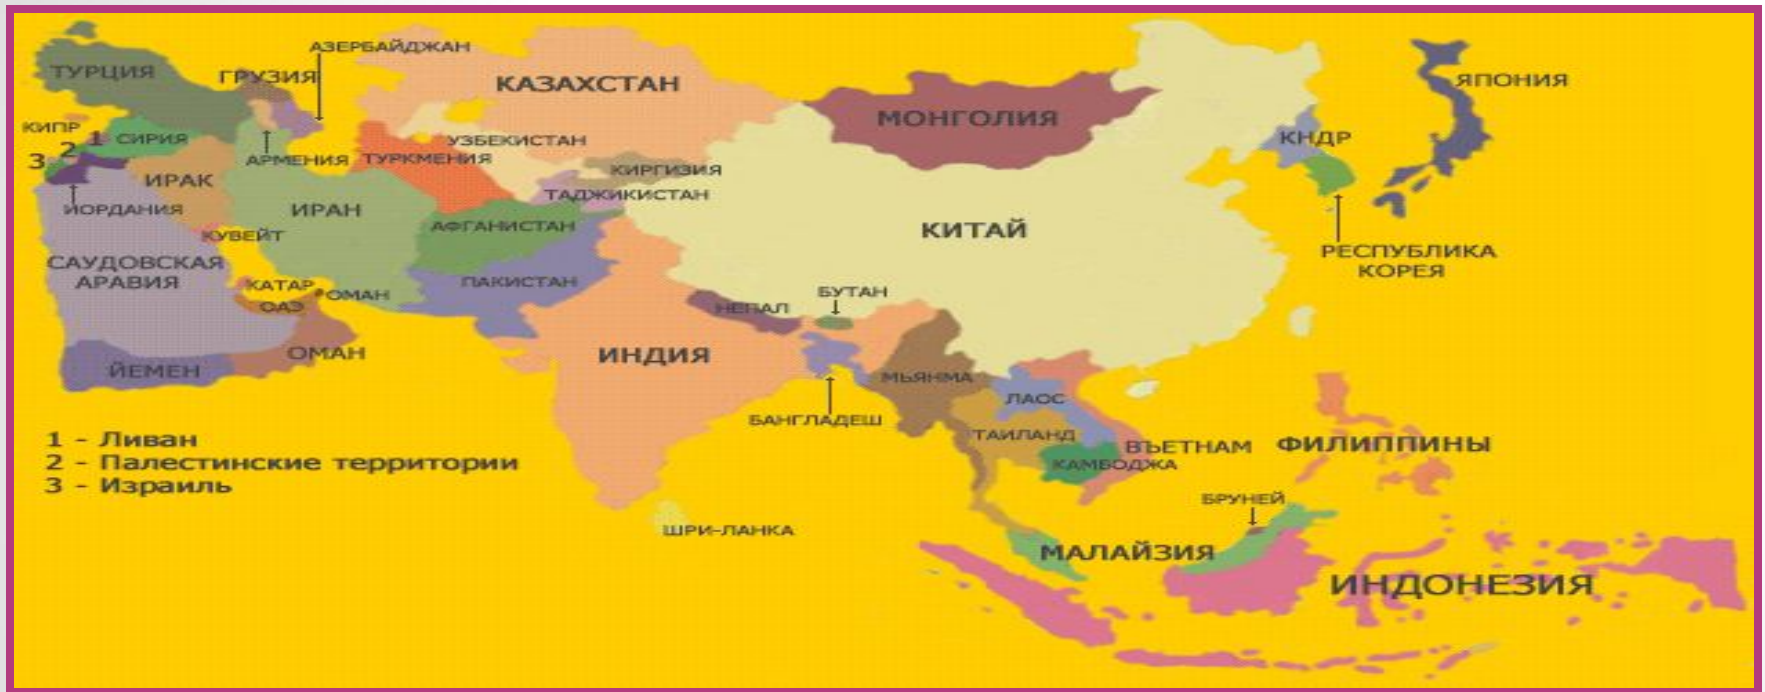 АЗЕРБАЙДЖАН
ТУРЦИЯ
ГРУЗИЯ
КАЗАХСТАН
ЯПОНИЯ
МОНГОЛИЯ
КИПР
1
СИРИЯ
УЗБЕКИСТАН
КНДР
2
3
АРМЕНИЯ
ТУРКМЕНИЯ
КИРГИЗИЯ
ИРАК
ТАДЖИКИСТАН
ИОРДАНИЯ
ИРАН
АФГАНИСТАН
КИТАЙ
КУВЕЙТ
РЕСПУБЛИКА
КОРЕЯ
САУДОВСКАЯ
АРАВИЯ
КАТАР
ОМАН
ПАКИСТАН
БУТАН
ОАЭ
НЕПАЛ
ОМАН
ИНДИЯ
ЙЕМЕН
МЬЯНМА
ЛАОС
БАНГЛАДЕШ
ТАИЛАНД
ВЪЕТНАМ
ФИЛИППИНЫ
КАМБОДЖА
1 - Ливан
2 - Палестинские территории
3 - Израиль
БРУНЕЙ
ШРИ-ЛАНКА
МАЛАЙЗИЯ
ИНДОНЕЗИЯ